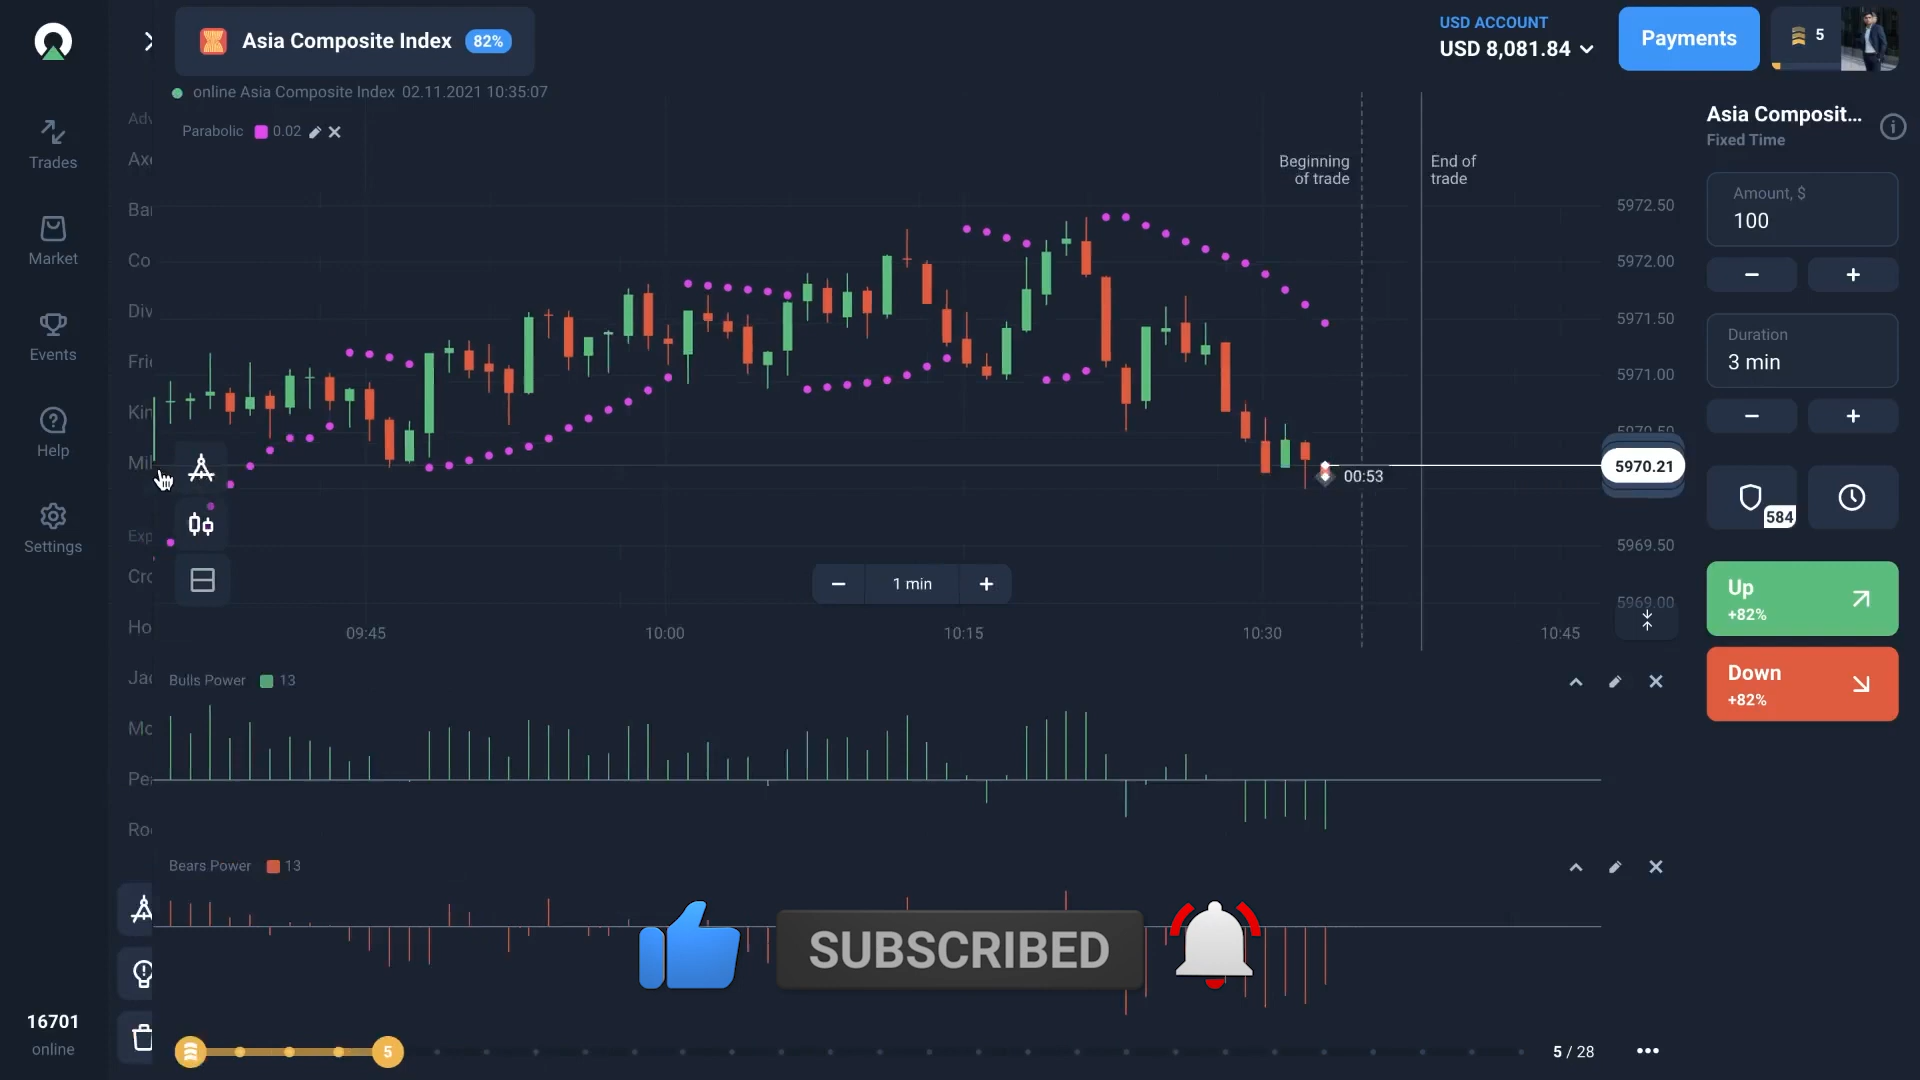 Asia Composite Index 82%
USD ACCOUNT
USD 8,081.84
Payments
5
online Asia Composite Index 02.11.2021 10:35:07
Parabolic 0.02
Trades
Market
Events
Help
Settings
16701
online
Beginning
of trade
End of
trade
5972.50
5972.00
5971.50
5971.00
5970.50
5970.21
5969.50
5969.00
00:53
1 min
09:45
10:00
10:15
10:30
10:45
Bulls Power 13
Bears Power 13
SUBSCRIBED
5
5 / 28
Asia Composit...
Fixed Time
Amount, $
100
Duration
3 min
584
Up
+82%
Down
+82%